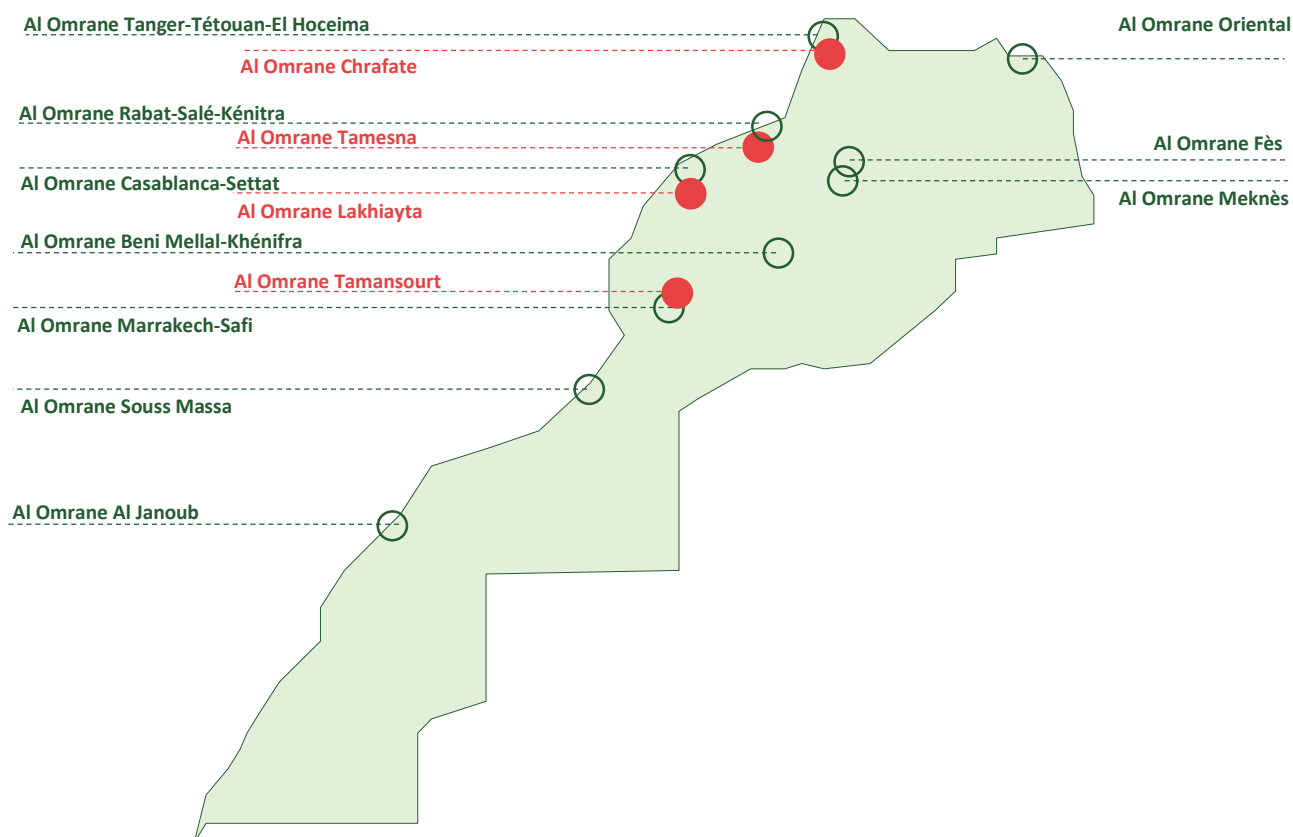 Al Omrane Tanger-Tétouan-El Hoceima
Al Omrane Oriental
Al Omrane Chrafate
Al Omrane Rabat-Salé-Kénitra
Al Omrane Tamesna
Al Omrane Fès
Al Omrane Casablanca-Settat
Al Omrane Meknès
Al Omrane Lakhiayta
Al Omrane Beni Mellal-Khénifra
Al Omrane Tamansourt
Al Omrane Marrakech-Safi
Al Omrane Souss Massa
Al Omrane Al Janoub